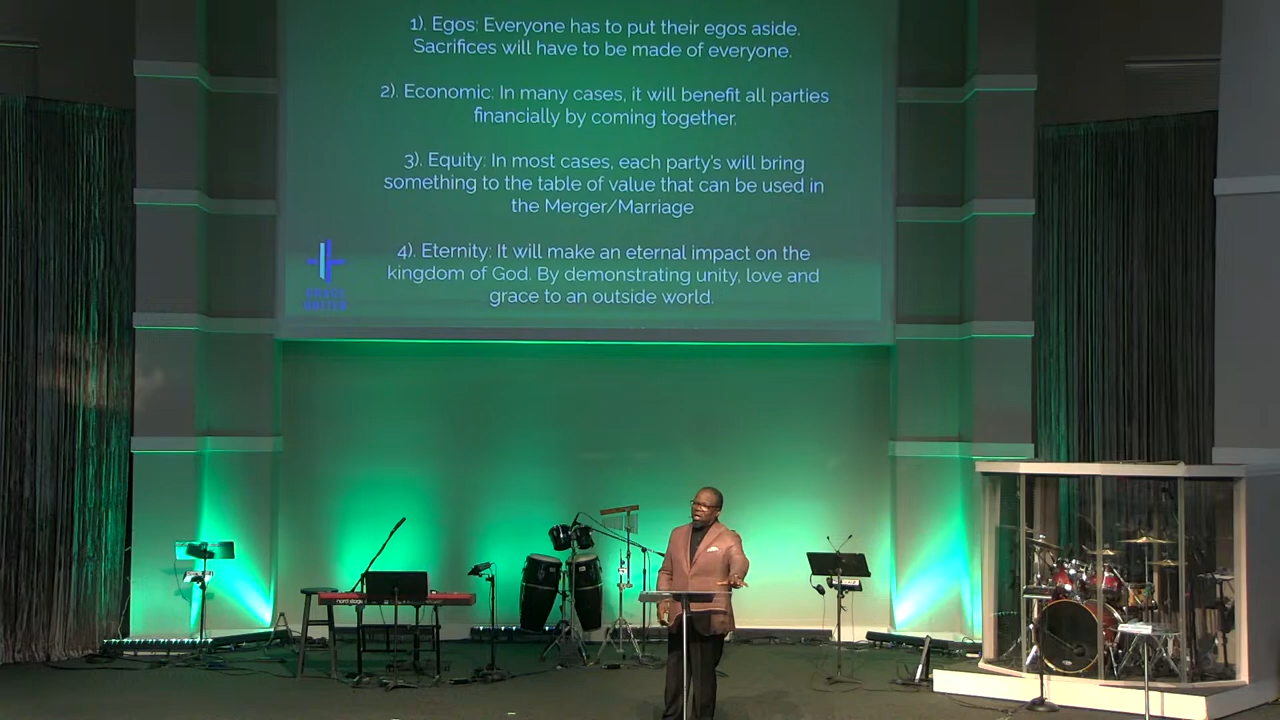 1). Egos: Everyone has to put their egos aside.
Sacrifices will have to be made of everyone.
2). Economic: In many cases, it will benefit all parties
financially by coming together.
3). Equity: In most cases, each party's will bring
something to the table of value that can be used in
the Merger/Marriage
4). Eternity: It will make an eternal impact on the
kingdom of God. By demonstrating unity, love and
grace to an outside world.
nord stage